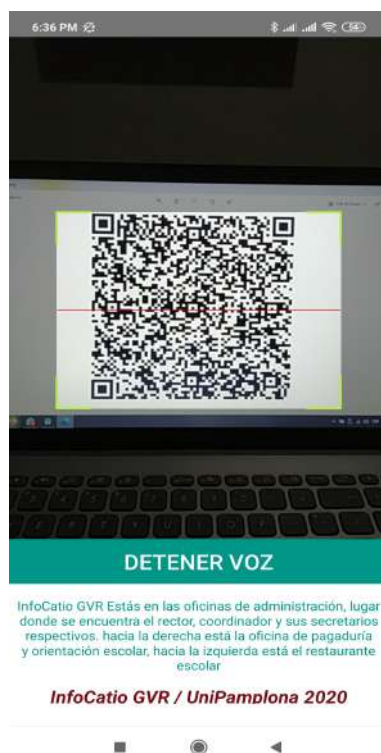 6:36 PM
54
DETENER VOZ
InfoCatio GVR Estás en las oficinas de administración, lugar
donde se encuentra el rector, coordinador y sus secretarios
respectivos. hacia la derecha está la oficina de pagaduría
y orientación escolar, hacia la izquierda está el restaurante
escolar
InfoCatio GVR / UniPamplona 2020